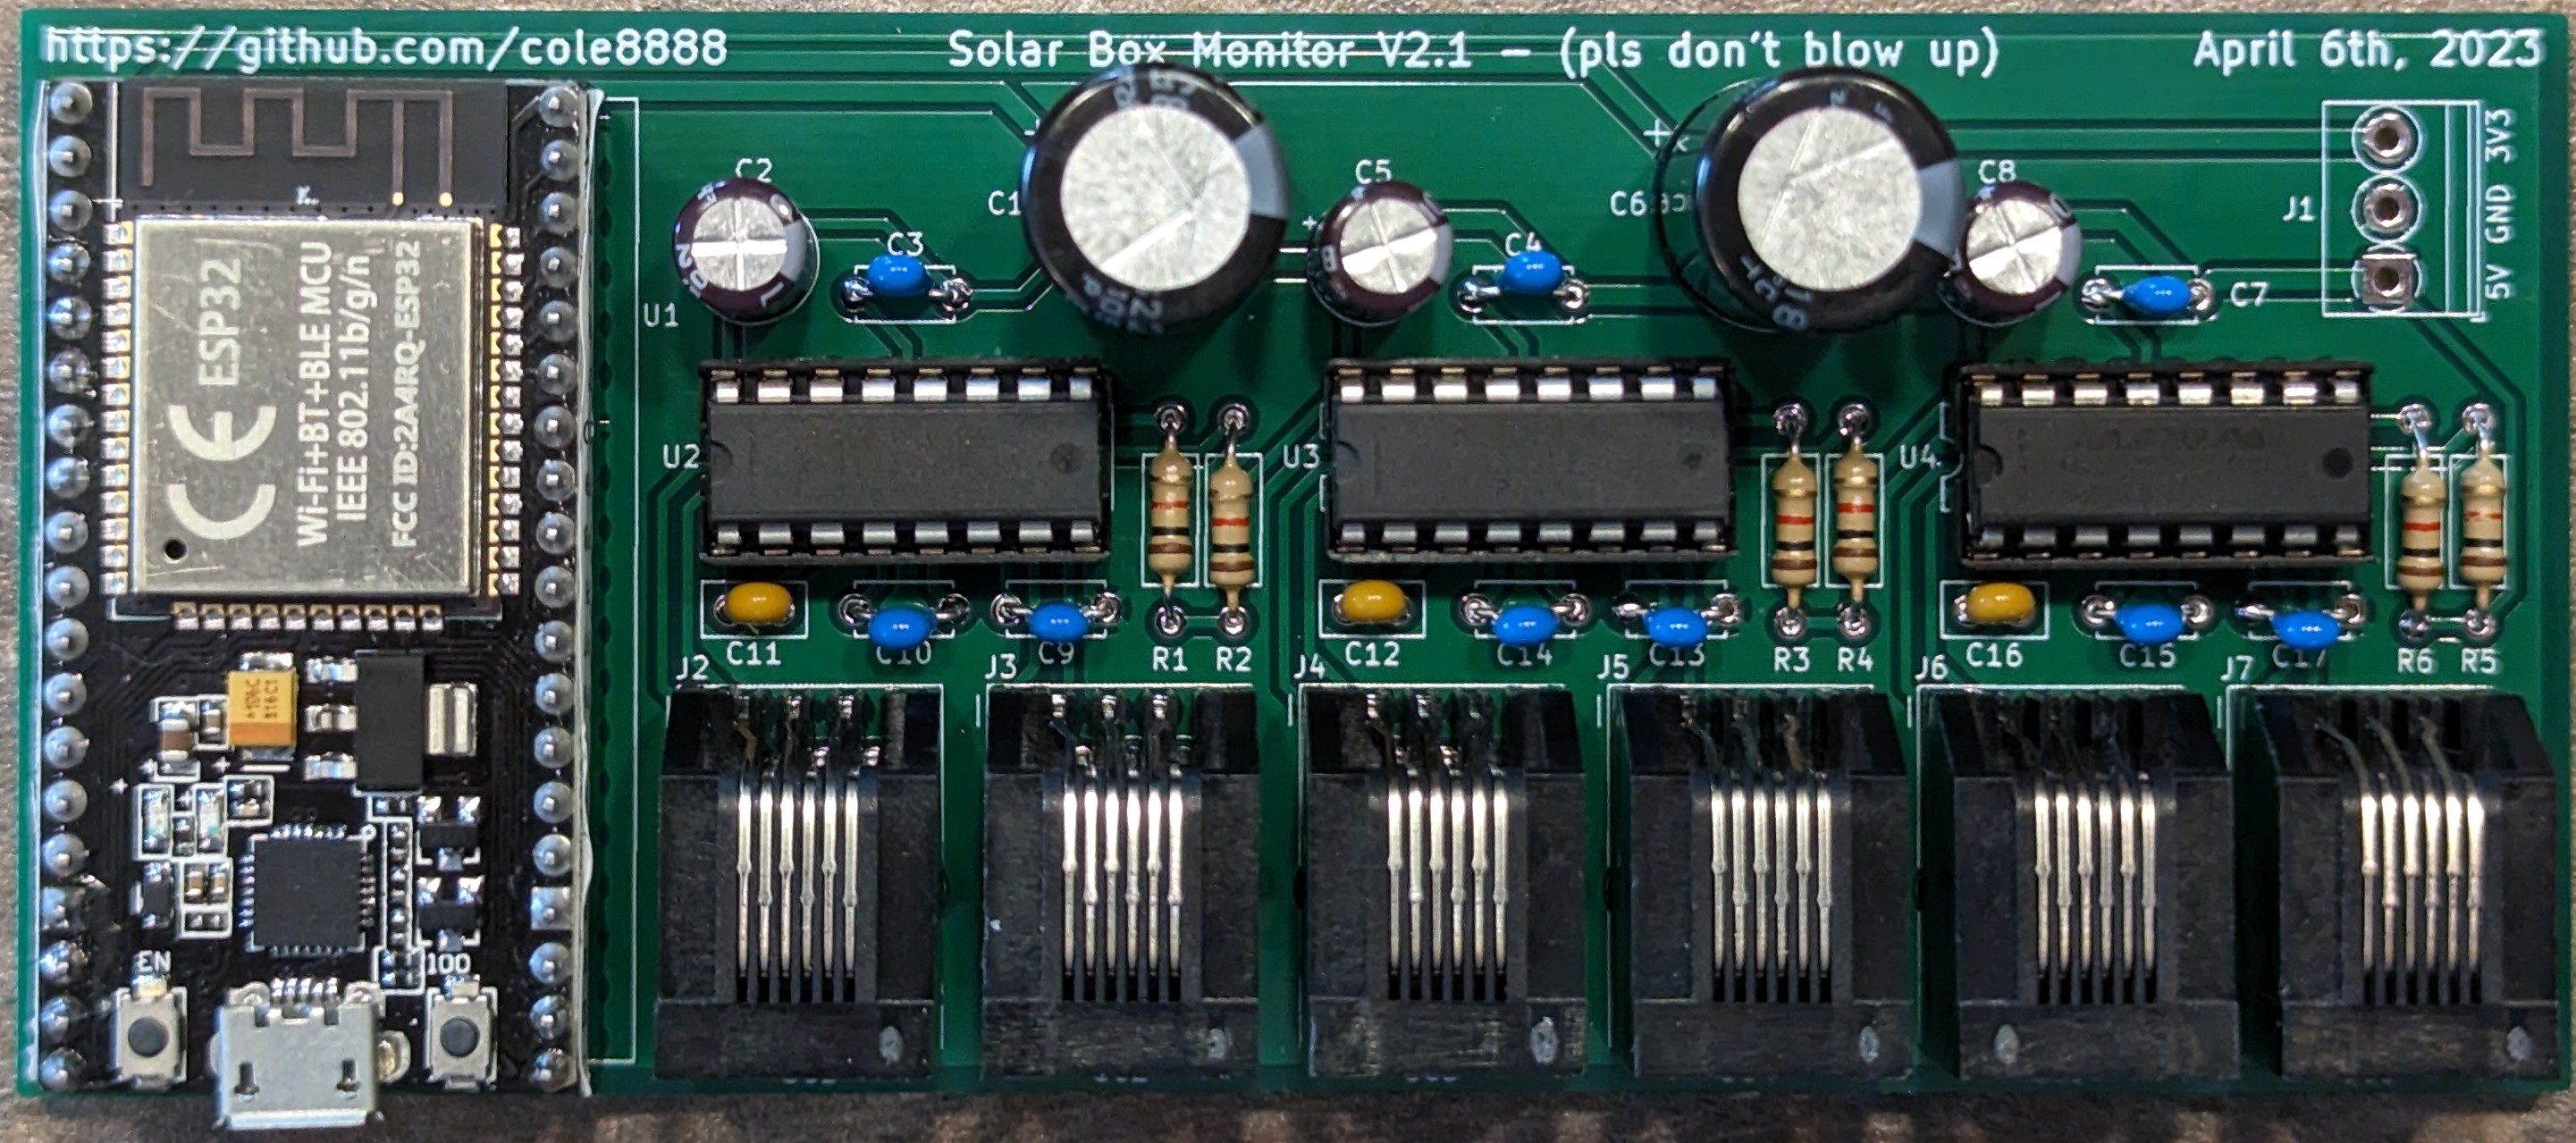 https://github.com/cole8888
Solar Box Monitor V2.1 – (pls don't blow up)
April 6th, 2023
CE ESP32
Wi-Fi+BT+BLE MCU
IEEE 802.11b/g/n
FCC ID:2A4RQ-ESP32
EN
IO0
U1
C2
C3
C1
C5
C4
C6
C8
C7
J1
5V GND 3V3
U2
U3
U4
C11
C10
C9
R1
R2
C12
C14
C13
R3
R4
C16
C15
C17
R6
R5
J2
J3
J4
J5
J6
J7